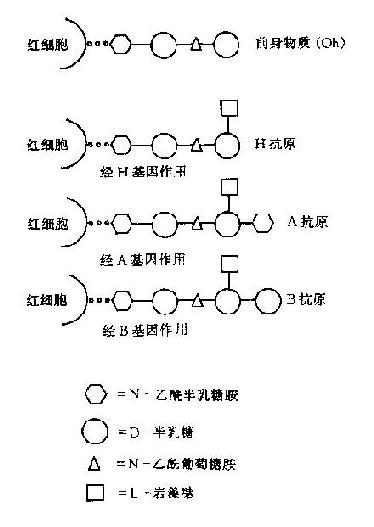 红细胞 前身物质 (Oh)
红细胞 H抗原
经H基因作用
红细胞 A抗原
经A基因作用
红细胞 B抗原
经B基因作用
=N-乙酰半乳糖胺
=D-半乳糖
=N-乙酰葡萄糖胺
=L-岩藻糖